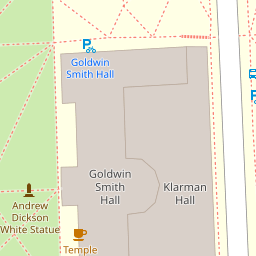 P
Goldwin
Smith Hall
P
Goldwin
Smith
Hall
Klarman
Hall
Andrew
Dickson
White Statue
Temple